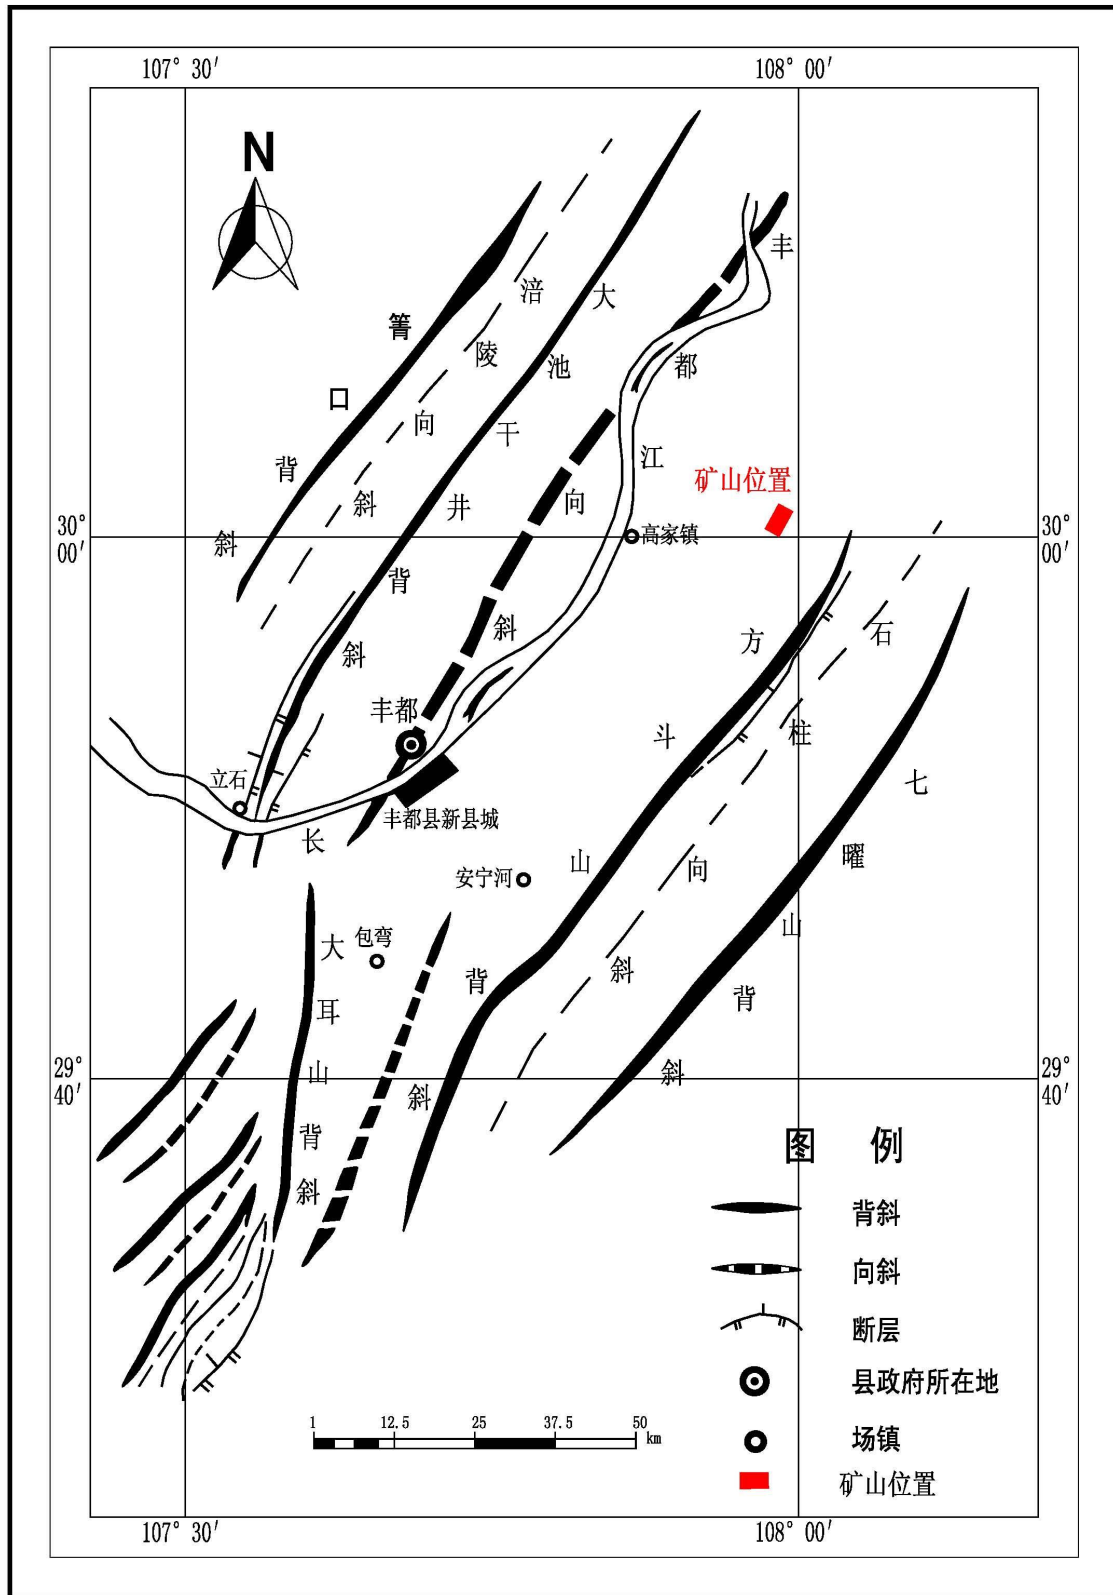 107° 30′
108° 00′
N
30°
00′
30°
00′
29°
40′
29°
40′
箐口背斜
涪陵向斜
大池干井背斜
丰都向斜
长江
矿山位置
高家镇
方斗山背斜
石柱向斜
七曜山背斜
丰都
立石
丰都县新县城
安宁河
包弯
大耳山背斜
图 例
背斜
向斜
断层
县政府所在地
场镇
矿山位置
1 12.5 25 37.5 50
km
107° 30′
108° 00′